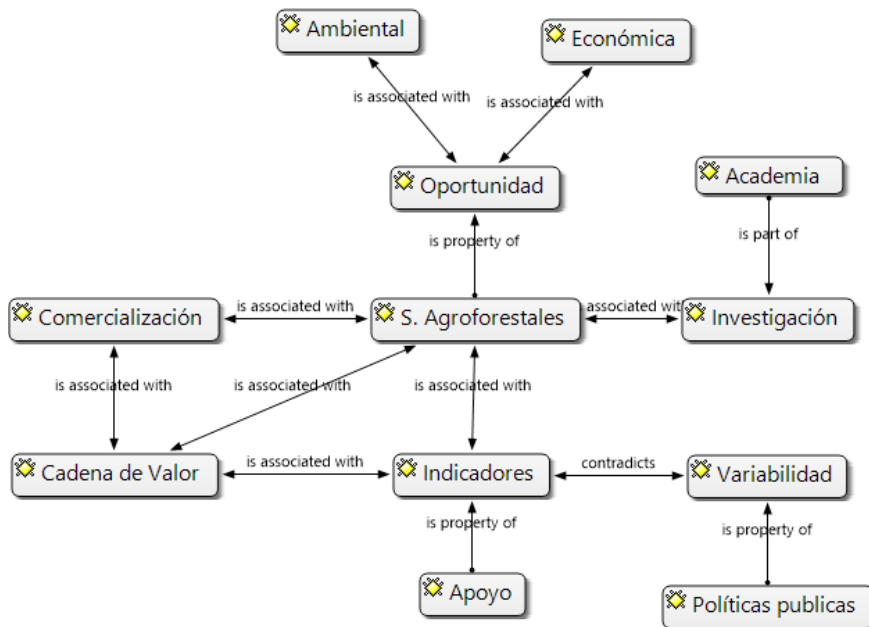 Ambiental
Económica
is associated with
is associated with
Oportunidad
Academia
is property of
is part of
Comercialización
is associated with
S. Agroforestales
associated with
Investigación
is associated with
is associated with
is associated with
Cadena de Valor
is associated with
Indicadores
contradicts
Variabilidad
is property of
is property of
Apoyo
Políticas publicas